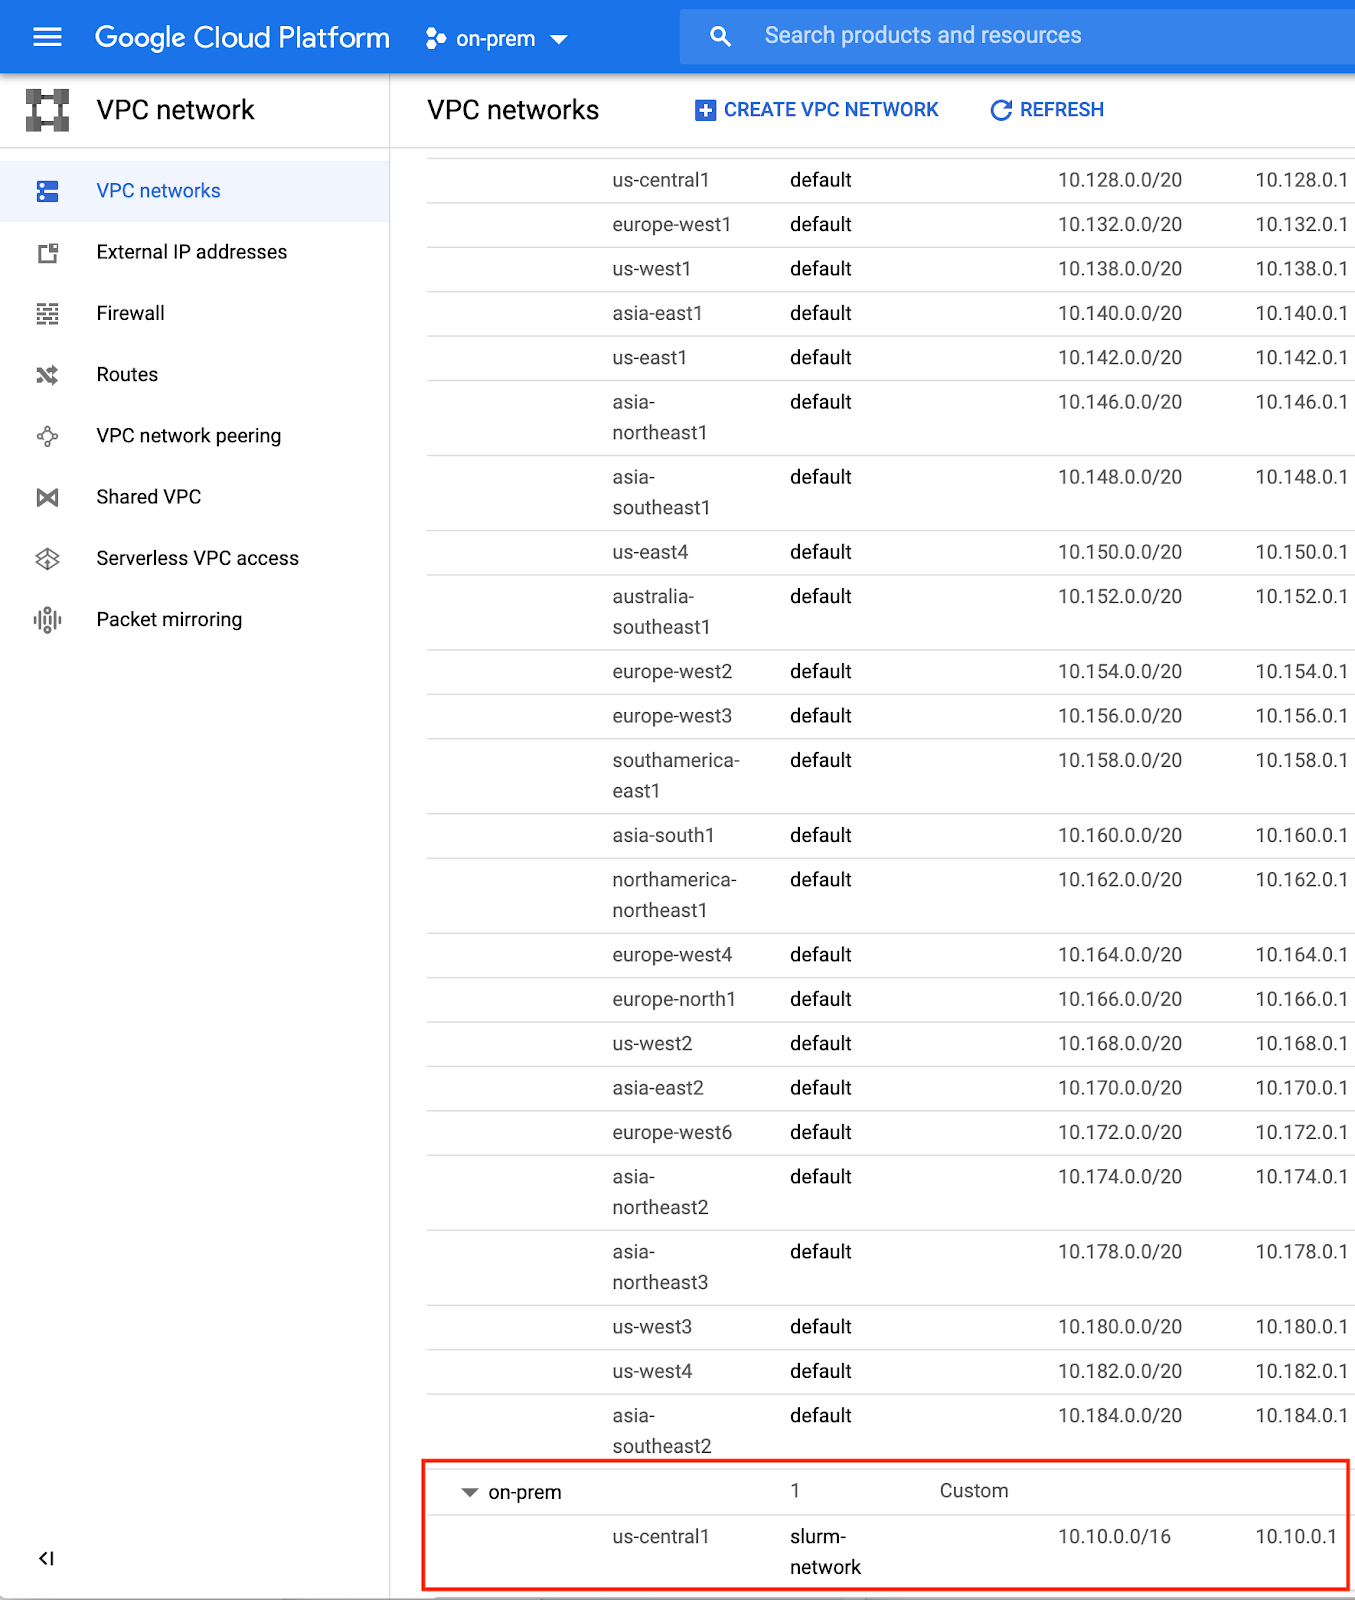 Google Cloud Platform on-prem Search products and resources
VPC network
VPC networks
External IP addresses
Firewall
Routes
VPC network peering
Shared VPC
Serverless VPC access
Packet mirroring
VPC networks CREATE VPC NETWORK REFRESH
us-central1 default 10.128.0.0/20 10.128.0.1
europe-west1 default 10.132.0.0/20 10.132.0.1
us-west1 default 10.138.0.0/20 10.138.0.1
asia-east1 default 10.140.0.0/20 10.140.0.1
us-east1 default 10.142.0.0/20 10.142.0.1
asia- default 10.146.0.0/20 10.146.0.1
northeast1
asia- default 10.148.0.0/20 10.148.0.1
southeast1
us-east4 default 10.150.0.0/20 10.150.0.1
australia- default 10.152.0.0/20 10.152.0.1
southeast1
europe-west2 default 10.154.0.0/20 10.154.0.1
europe-west3 default 10.156.0.0/20 10.156.0.1
southamerica- default 10.158.0.0/20 10.158.0.1
east1
asia-south1 default 10.160.0.0/20 10.160.0.1
northamerica- default 10.162.0.0/20 10.162.0.1
northeast1
europe-west4 default 10.164.0.0/20 10.164.0.1
europe-north1 default 10.166.0.0/20 10.166.0.1
us-west2 default 10.168.0.0/20 10.168.0.1
asia-east2 default 10.170.0.0/20 10.170.0.1
europe-west6 default 10.172.0.0/20 10.172.0.1
asia- default 10.174.0.0/20 10.174.0.1
northeast2
asia- default 10.178.0.0/20 10.178.0.1
northeast3
us-west3 default 10.180.0.0/20 10.180.0.1
us-west4 default 10.182.0.0/20 10.182.0.1
asia- default 10.184.0.0/20 10.184.0.1
southeast2
on-prem 1 Custom
us-central1 slurm- 10.10.0.0/16 10.10.0.1
network